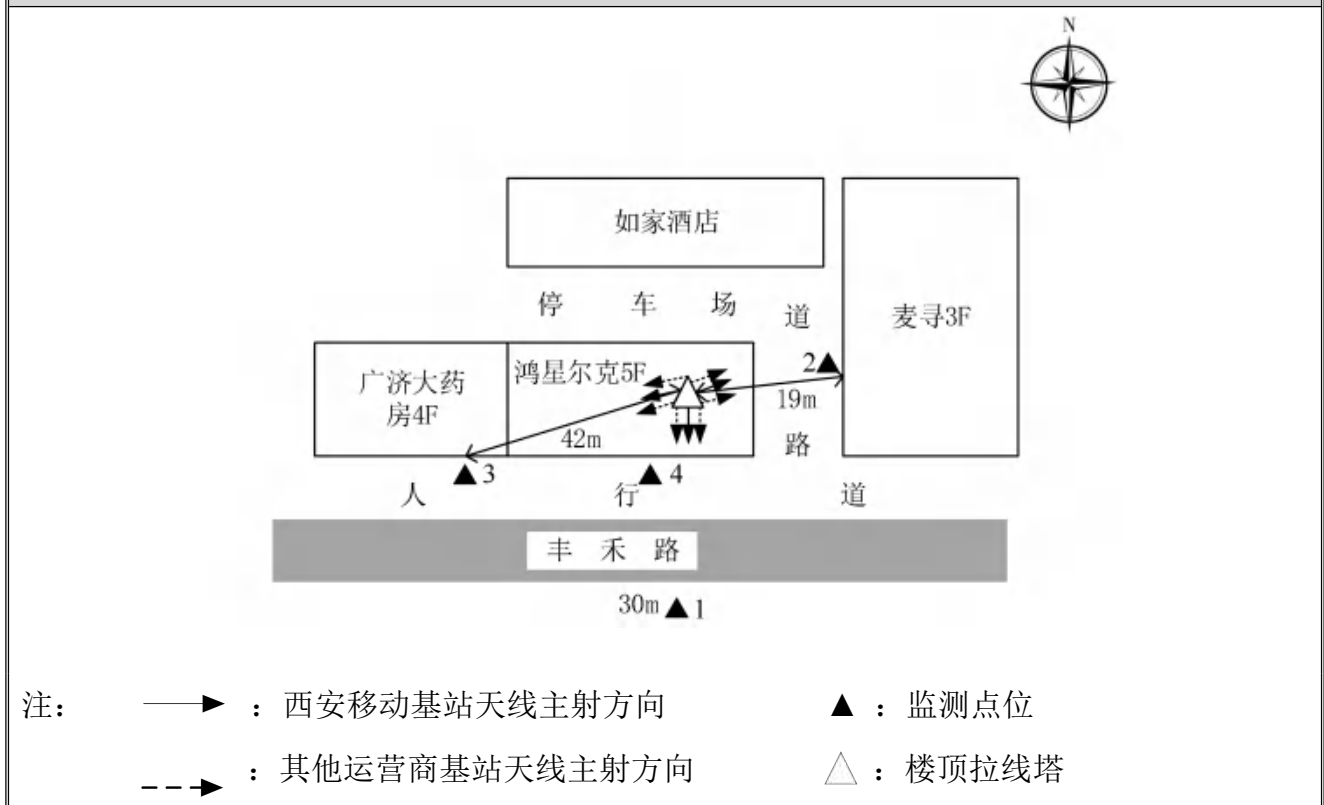 N
如家酒店
停 车 场
道
麦寻3F
2
鸿星尔克5F
广济大药
房4F
19m
42m
路
3
4
人 行 道
丰 禾 路
30m 1
注： ：西安移动基站天线主射方向 ：监测点位
：其他运营商基站天线主射方向 ：楼顶拉线塔